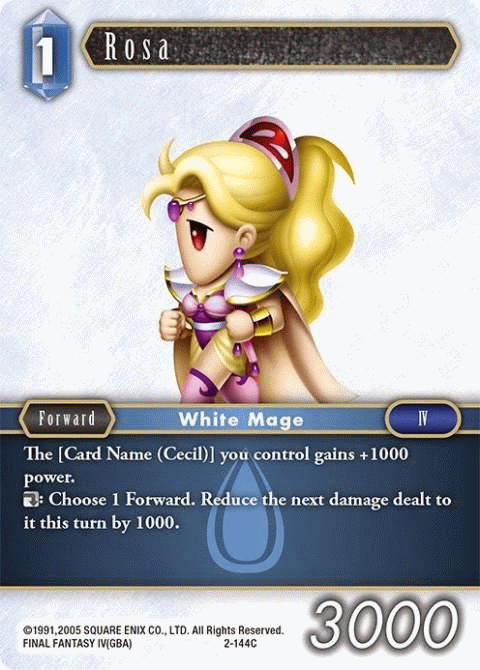 1
Rosa
Forward
White Mage
IV
The [Card Name (Cecil)] you control gains +1000
power.
: Choose 1 Forward. Reduce the next damage dealt to
it this turn by 1000.
©1991,2005 SQUARE ENIX CO., LTD. All Rights Reserved.
FINAL FANTASY IV(GBA)
2-144C
3000